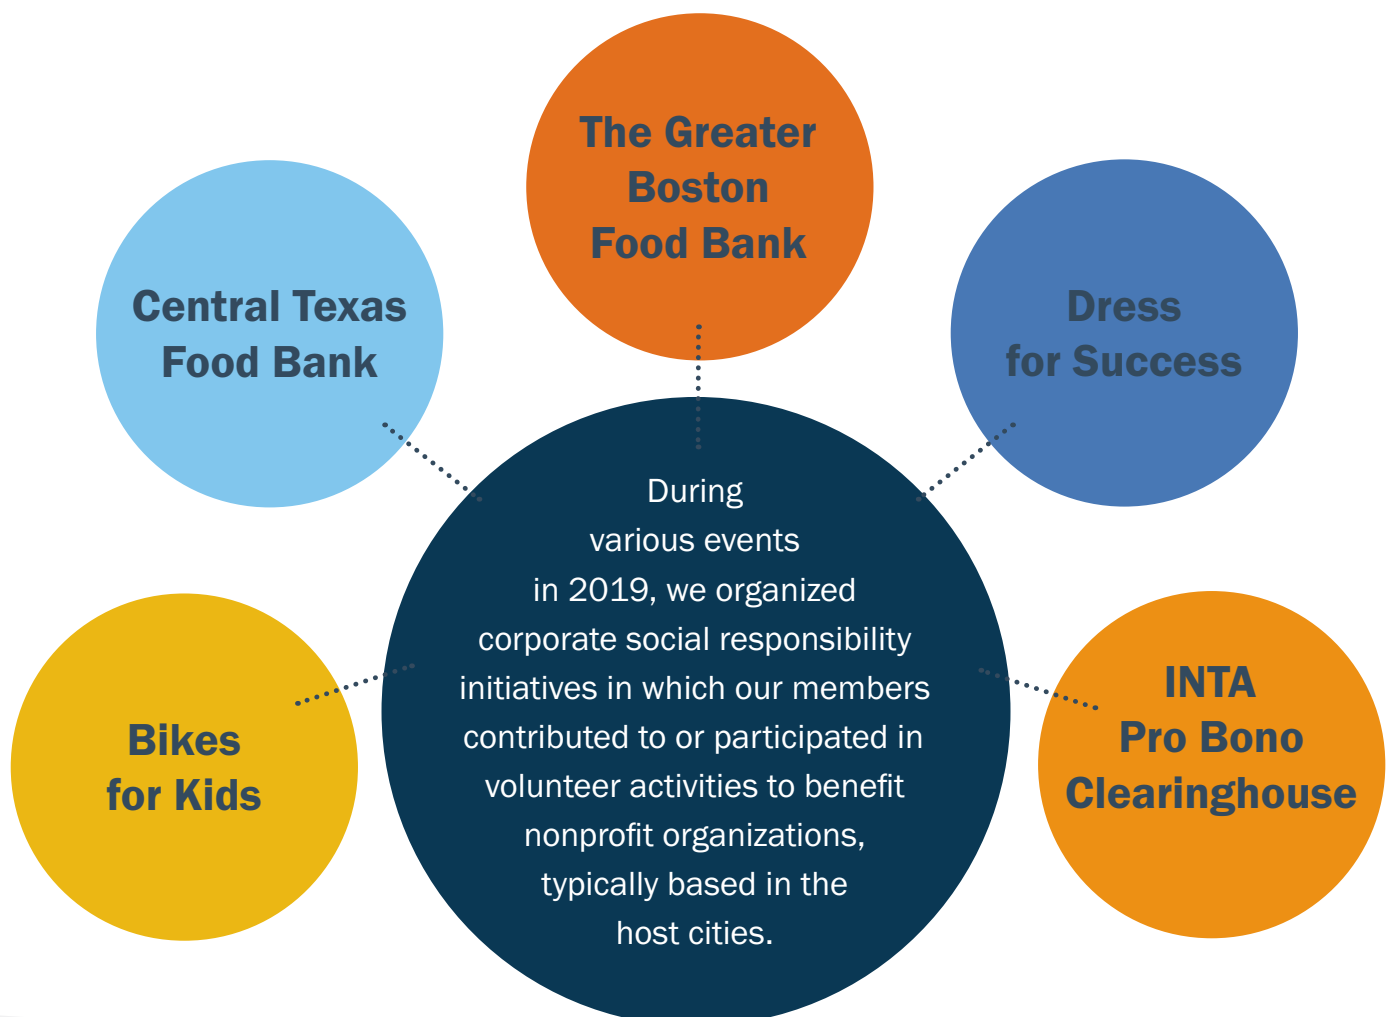 The Greater
Boston
Food Bank
Central Texas
Food Bank
Dress
for Success
During
various events
in 2019, we organized
corporate social responsibility
initiatives in which our members
contributed to or participated in
volunteer activities to benefit
nonprofit organizations,
typically based in the
host cities.
Bikes
for Kids
INTA
Pro Bono
Clearinghouse